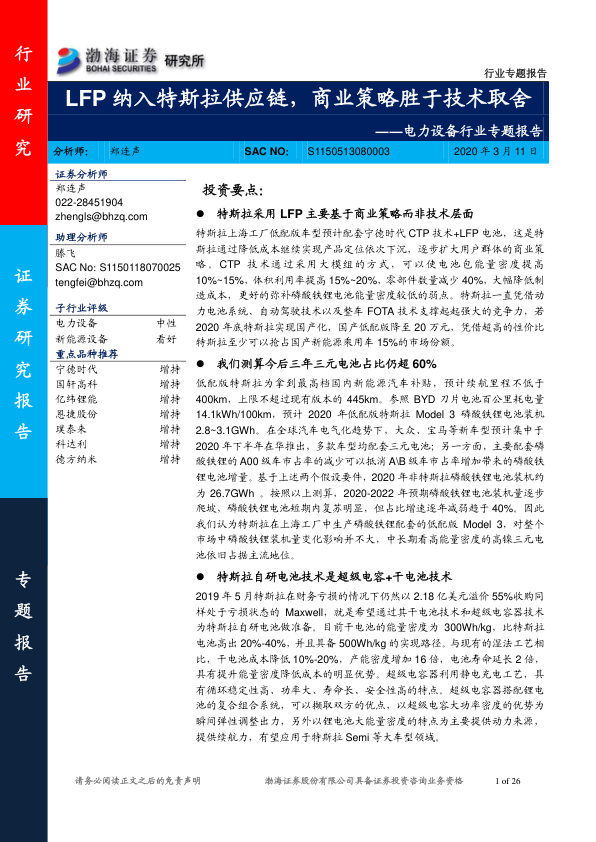 行业研究
证券研究报告
专题报告
渤海证券 研究所
BOHAI SECURITIES
行业专题报告
LFP 纳入特斯拉供应链，商业策略胜于技术取舍
——电力设备行业专题报告
分析师： 郑连声 SAC NO: S1150513080003 2020 年 3 月 11 日
证券分析师
郑连声
022-28451904
zhengls@bhzq.com
助理分析师
滕飞
SAC No: S1150118070025
tengfei@bhzq.com
子行业评级
电力设备 中性
新能源设备 看好
重点品种推荐
宁德时代 增持
国轩高科 增持
亿纬锂能 增持
恩捷股份 增持
璞泰来 增持
科达利 增持
德方纳米 增持
投资要点：
● 特斯拉采用 LFP 主要基于商业策略而非技术层面
特斯拉上海工厂低配版车型预计配套宁德时代 CTP 技术+LFP 电池，这是特
斯拉通过降低成本继续实现产品定位依次下沉，逐步扩大用户群体的商业策
略。CTP 技术通过采用大模组的方式，可以使电池包能量密度提高
10%~15%，体积利用率提高 15%~20%，零部件数量减少 40%，大幅降低制
造成本，更好的弥补磷酸铁锂电池能量密度较低的弱点。特斯拉一直凭借动
力电池系统、自动驾驶技术以及整车 FOTA 技术支撑起超强大的竞争力，若
2020 年底特斯拉实现国产化，国产低配版降至 20 万元，凭借超高的性价比
特斯拉至少可以抢占国产新能源乘用车 15%的市场份额。
● 我们测算今后三年三元电池占比仍超 60%
低配版特斯拉为拿到最高档国内新能源汽车补贴，预计续航里程不低于
400km，上限不超过现有版本的 445km。参照 BYD 刀片电池百公里耗电量
14.1kWh/100km，预计 2020 年低配版特斯拉 Model 3 磷酸铁锂电池装机
2.8~3.1GWh。在全球汽车电气化趋势下，大众、宝马等新车型预计集中于
2020 年下半年在华推出，多款车型均配套三元电池；另一方面，主要配套磷
酸铁锂的 A00 级车市占率的减少可以抵消 A\B 级车市占率增加带来的磷酸铁
锂电池增量。基于上述两个假设要件，2020 年非特斯拉磷酸铁锂电池装机约
为 26.7GWh 。按照以上测算，2020-2022 年预期磷酸铁锂电池装机量逐步
爬坡，磷酸铁锂电池短期内复苏明显，但占比增速逐年减弱趋于 40%。因此
我们认为特斯拉在上海工厂中生产磷酸铁锂配套的低配版 Model 3，对整个
市场中磷酸铁锂装机量变化影响并不大，中长期看高能量密度的高镍三元电
池依旧占据主流地位。
● 特斯拉自研电池技术是超级电容+干电池技术
2019 年 5 月特斯拉在财务亏损的情况下仍然以 2.18 亿美元溢价 55%收购同
样处于亏损状态的 Maxwell，就是希望通过其干电池技术和超级电容器技术
为特斯拉自研电池做准备。目前干电池的能量密度为 300Wh/kg，比特斯拉
电池高出 20%-40%，并且具备 500Wh/kg 的实现路径。与现有的湿法工艺相
比，干电池成本降低 10%-20%，产能密度增加 16 倍，电池寿命延长 2 倍，
具有提升能量密度降低成本的明显优势。超级电容器利用静电充电工艺，具
有循环稳定性高、功率大、寿命长、安全性高的特点。超级电容器搭配锂电
池的复合组合系统，可以撷取双方的优点，以超级电容大功率密度的优势为
瞬间弹性调整出力，另外以锂电池大能量密度的特点为主要提供动力来源，
提供续航力，有望应用于特斯拉 Semi 等大车型领域。
请务必阅读正文之后的免责声明 渤海证券股份有限公司具备证券投资咨询业务资格 1 of 26